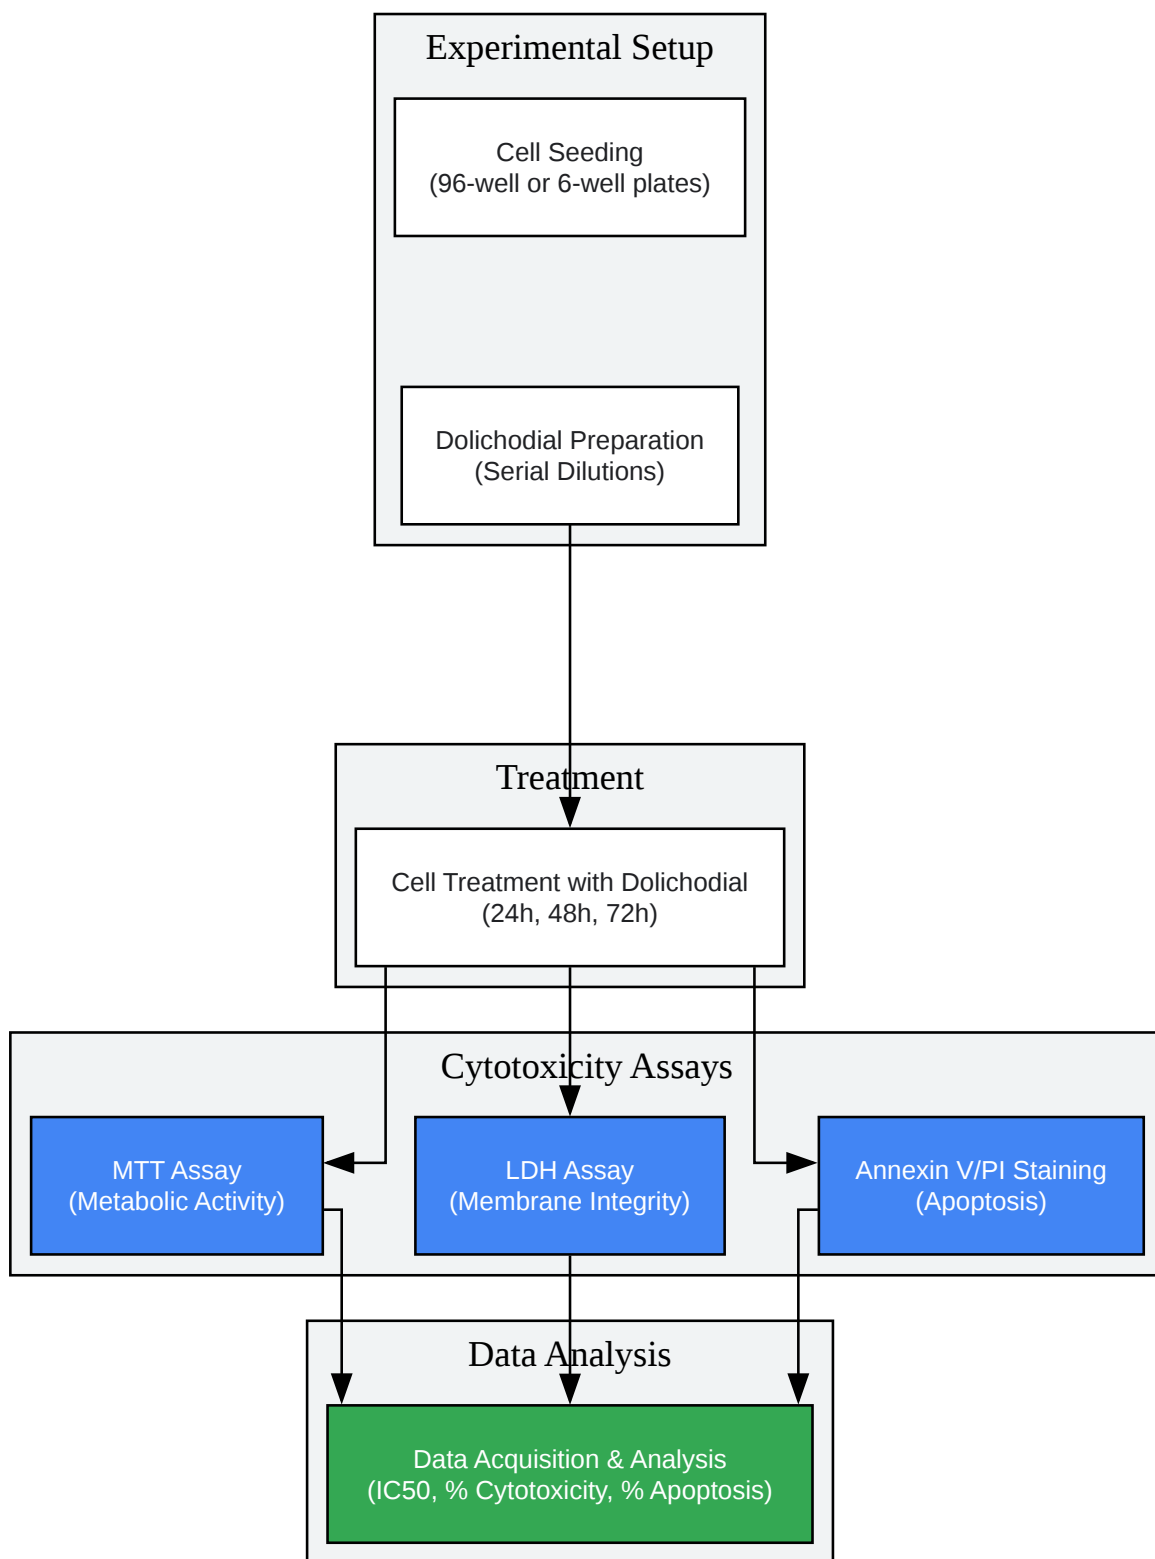 Experimental Setup
Cell Seeding
(96-well or 6-well plates)
Dolichodial Preparation
(Serial Dilutions)
Treatment
Cell Treatment with Dolichodial
(24h, 48h, 72h)
Cytotoxicity Assays
MTT Assay
(Metabolic Activity)
LDH Assay
(Membrane Integrity)
Annexin V/PI Staining
(Apoptosis)
Data Analysis
Data Acquisition & Analysis
(IC50, % Cytotoxicity, % Apoptosis)